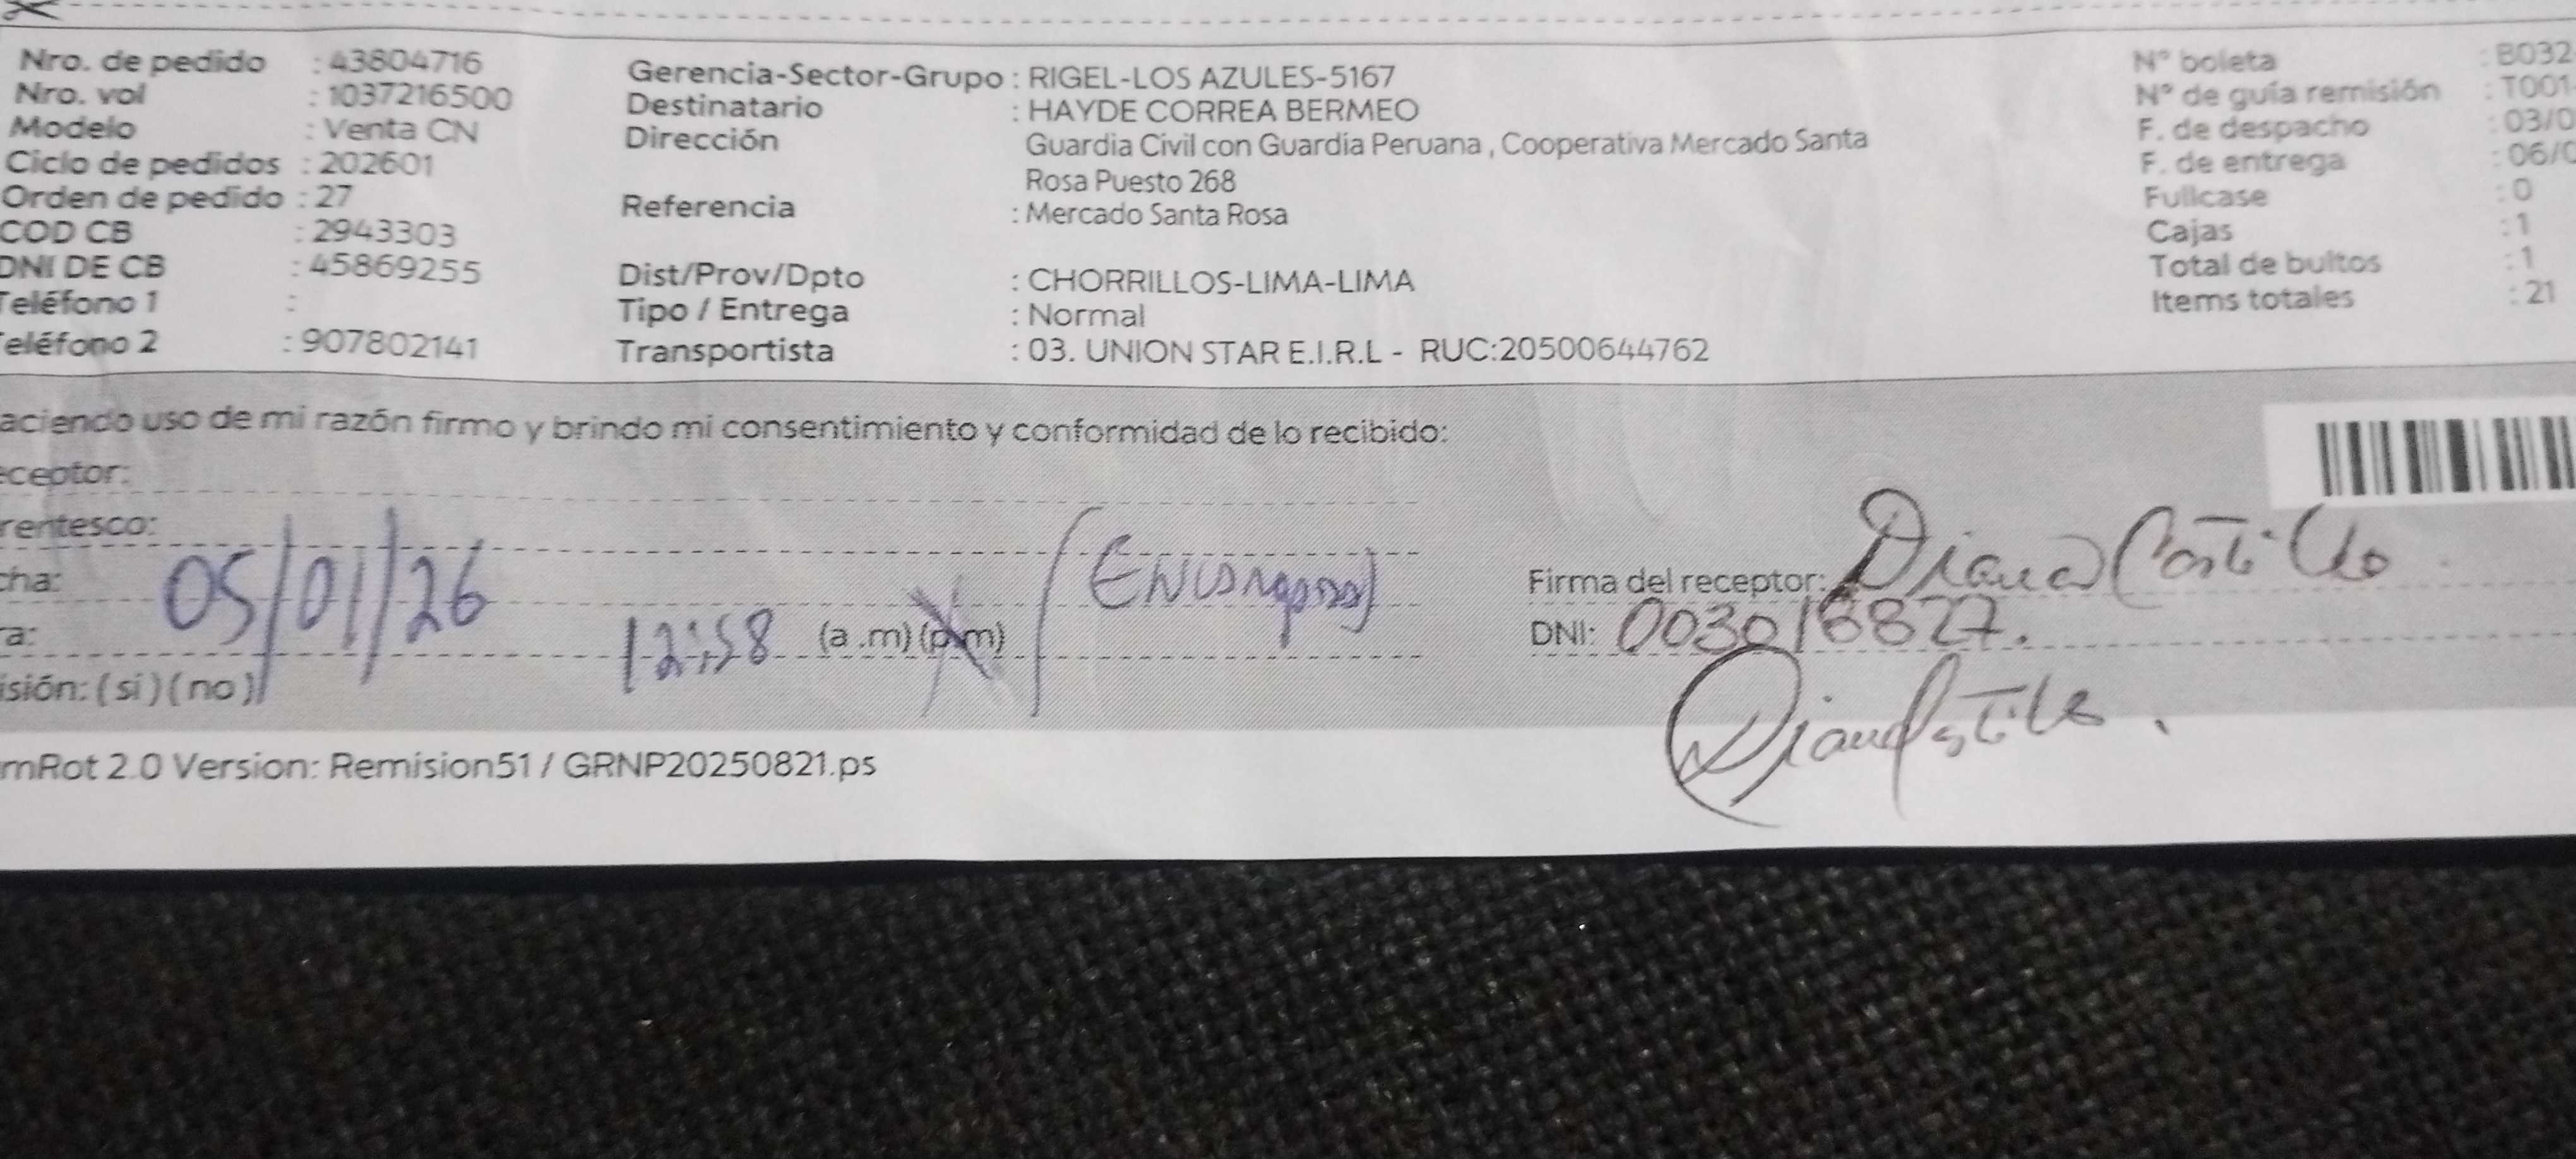 Nro. de pedido : 43804716
Nro. vol : 1037216500
Modelo : Venta CN
Ciclo de pedidos : 202601
Orden de pedido : 27
COD CB : 2943303
DNI DE CB : 45869255
Teléfono 1 :
Teléfono 2 : 907802141
Gerencia-Sector-Grupo : RIGEL-LOS AZULES-5167
Destinatario : HAYDE CORREA BERMEO
Dirección Guardia Civil con Guardia Peruana , Cooperativa Mercado Santa
Rosa Puesto 268
Referencia : Mercado Santa Rosa
Dist/Prov/Dpto : CHORRILLOS-LIMA-LIMA
Tipo / Entrega : Normal
Transportista : 03. UNION STAR E.I.R.L - RUC:20500644762
N° boleta : B032
N° de guía remisión : T001-
F. de despacho : 03/0
F. de entrega : 06/0
Fullcase : 0
Cajas : 1
Total de bultos : 1
Items totales : 21
aciendo uso de mi razón firmo y brindo mi consentimiento y conformidad de lo recibido:
eceptor:
rentesco:
cha: 05/01/26
ra: 12:58 (a .m) (p.m)
isión: (si) (no)
Firma del receptor: Diana Castillo
DNI: 003016827.
Diana Castillo.
mRot 2.0 Version: Remision51 / GRNP20250821.ps